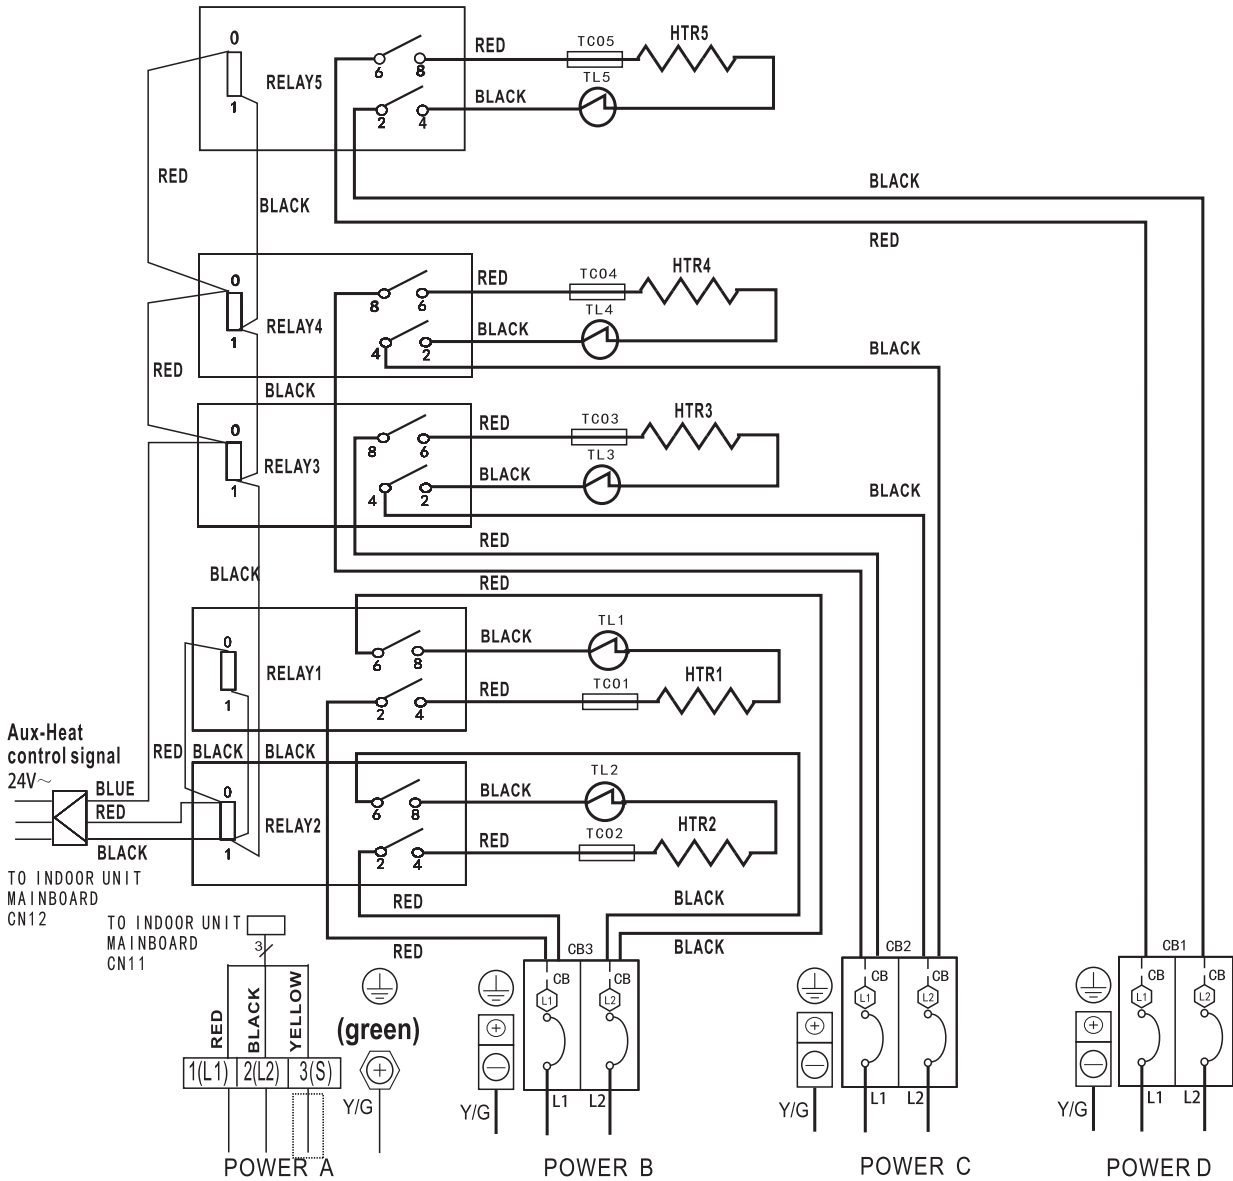 0
RELAY5
1
6
8
2
4
RED
TCO5
HTR5
BLACK
TL5
RED
BLACK
BLACK
RED
0
RELAY4
1
8
6
4
2
RED
TCO4
HTR4
BLACK
TL4
BLACK
RED
BLACK
0
RELAY3
1
8
6
4
2
RED
TCO3
HTR3
BLACK
TL3
BLACK
RED
BLACK
RED
0
RELAY1
1
6
8
2
4
BLACK
TL1
RED
TCO1
HTR1
RED
BLACK
BLACK
0
RELAY2
1
6
8
2
4
BLACK
TL2
RED
TCO2
HTR2
RED
BLACK
RED
BLACK
Aux-Heat
control signal
24V~
BLUE
RED
BLACK
TO INDOOR UNIT
MAINBOARD
CN12
TO INDOOR UNIT
MAINBOARD
CN11
3
RED
BLACK
YELLOW
1(L1)
2(L2)
3(S)
(green)
Y/G
POWER A
CB3
CB
CB
L1
L2
Y/G
L1
L2
POWER B
CB2
CB
CB
L1
L2
Y/G
L1
L2
POWER C
CB1
CB
CB
L1
L2
Y/G
L1
L2
POWER D